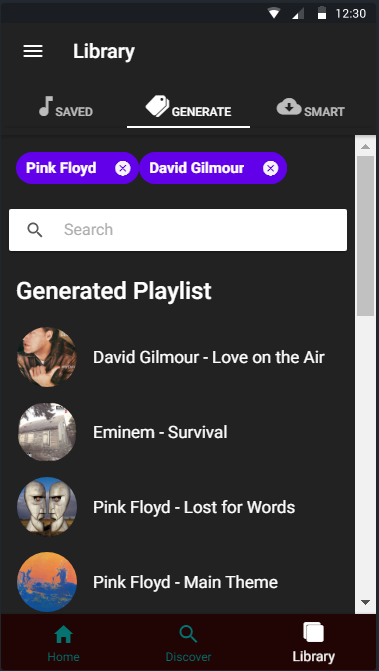 12:30
Library
SAVED GENERATE SMART
Pink Floyd David Gilmour
Search
Generated Playlist
David Gilmour - Love on the Air
Eminem - Survival
Pink Floyd - Lost for Words
Pink Floyd - Main Theme
Home Discover Library